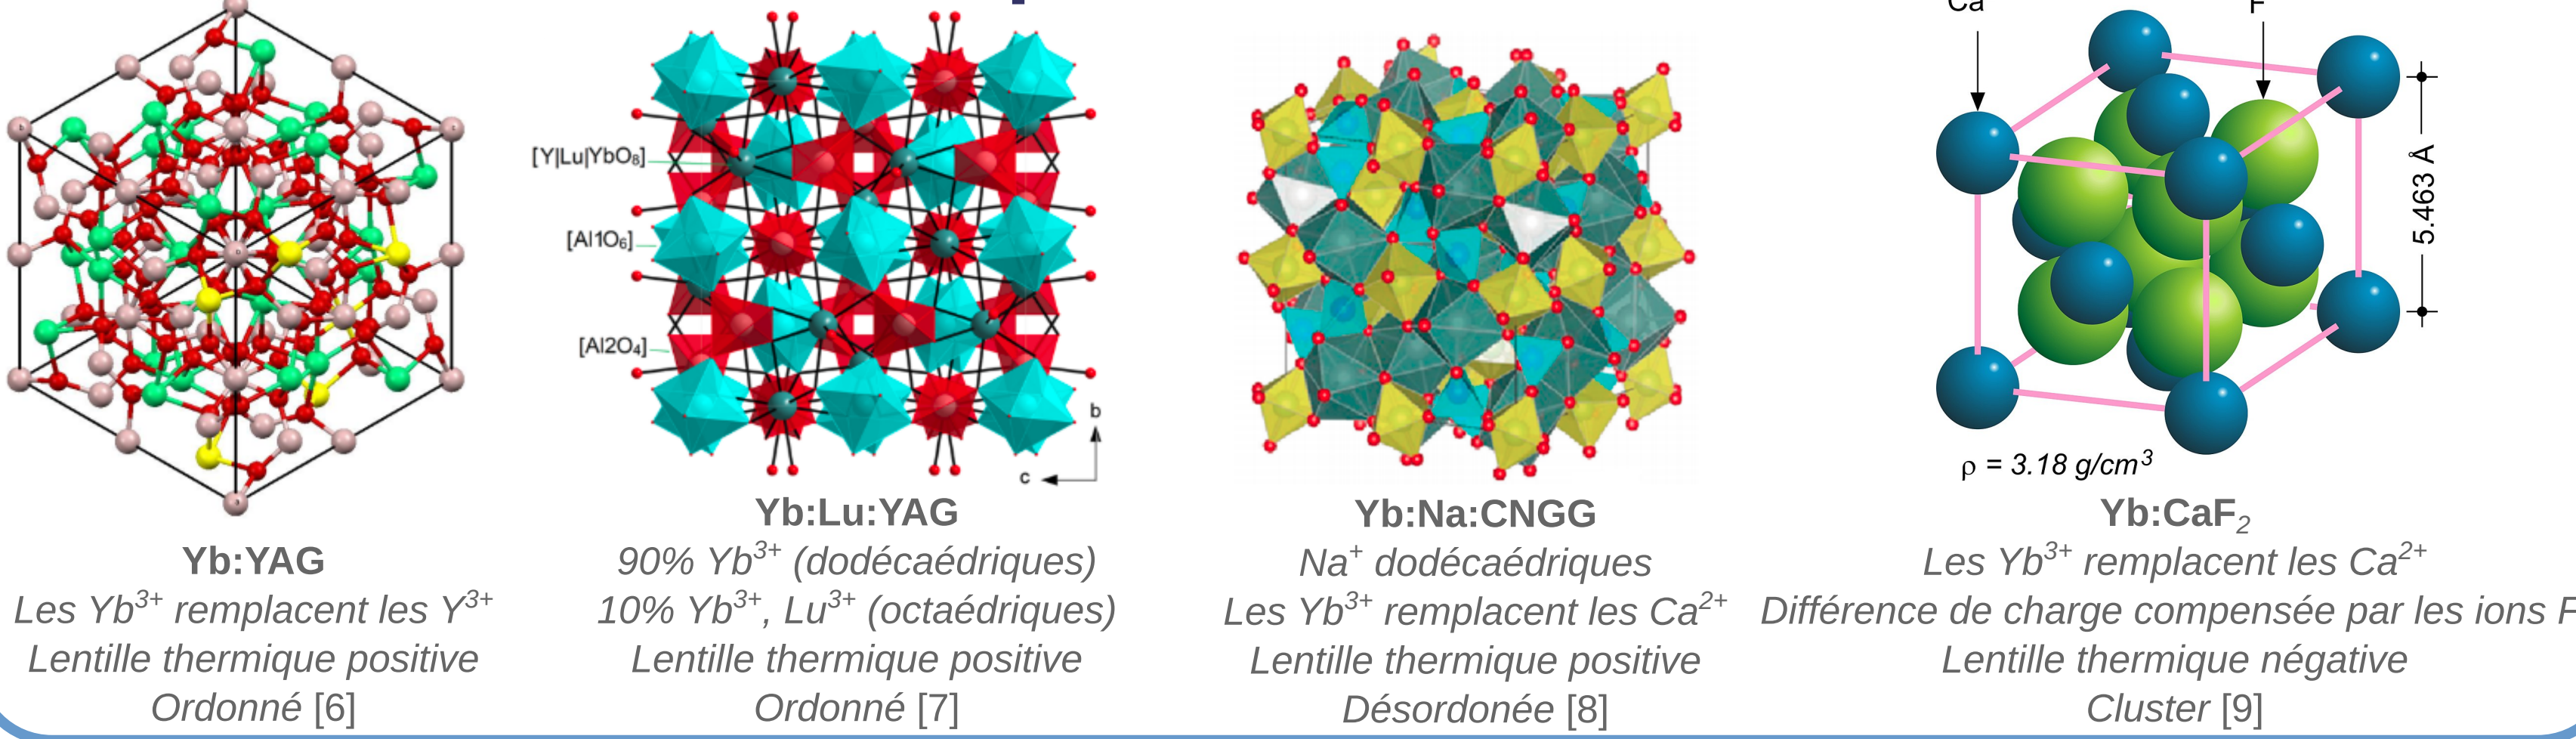 Ca
F
[Y|Lu|YbO₈]
[Al1O₆]
[Al2O₄]
b
c
5.463 Å
ρ = 3.18 g/cm³
Yb:YAG
Les Yb³⁺ remplacent les Y³⁺
Lentille thermique positive
Ordonné [6]
Yb:Lu:YAG
90% Yb³⁺ (dodécaédriques)
10% Yb³⁺, Lu³⁺ (octaédriques)
Lentille thermique positive
Ordonné [7]
Yb:Na:CNGG
Na⁺ dodécaédriques
Les Yb³⁺ remplacent les Ca²⁺
Lentille thermique positive
Désordonée [8]
Yb:CaF₂
Les Yb³⁺ remplacent les Ca²⁺
Différence de charge compensée par les ions F
Lentille thermique négative
Cluster [9]